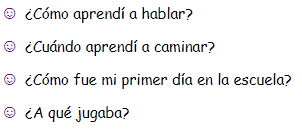 ☺ ¿Cómo aprendí a hablar?
☺ ¿Cuándo aprendí a caminar?
☺ ¿Cómo fue mi primer día en la escuela?
☺ ¿A qué jugaba?